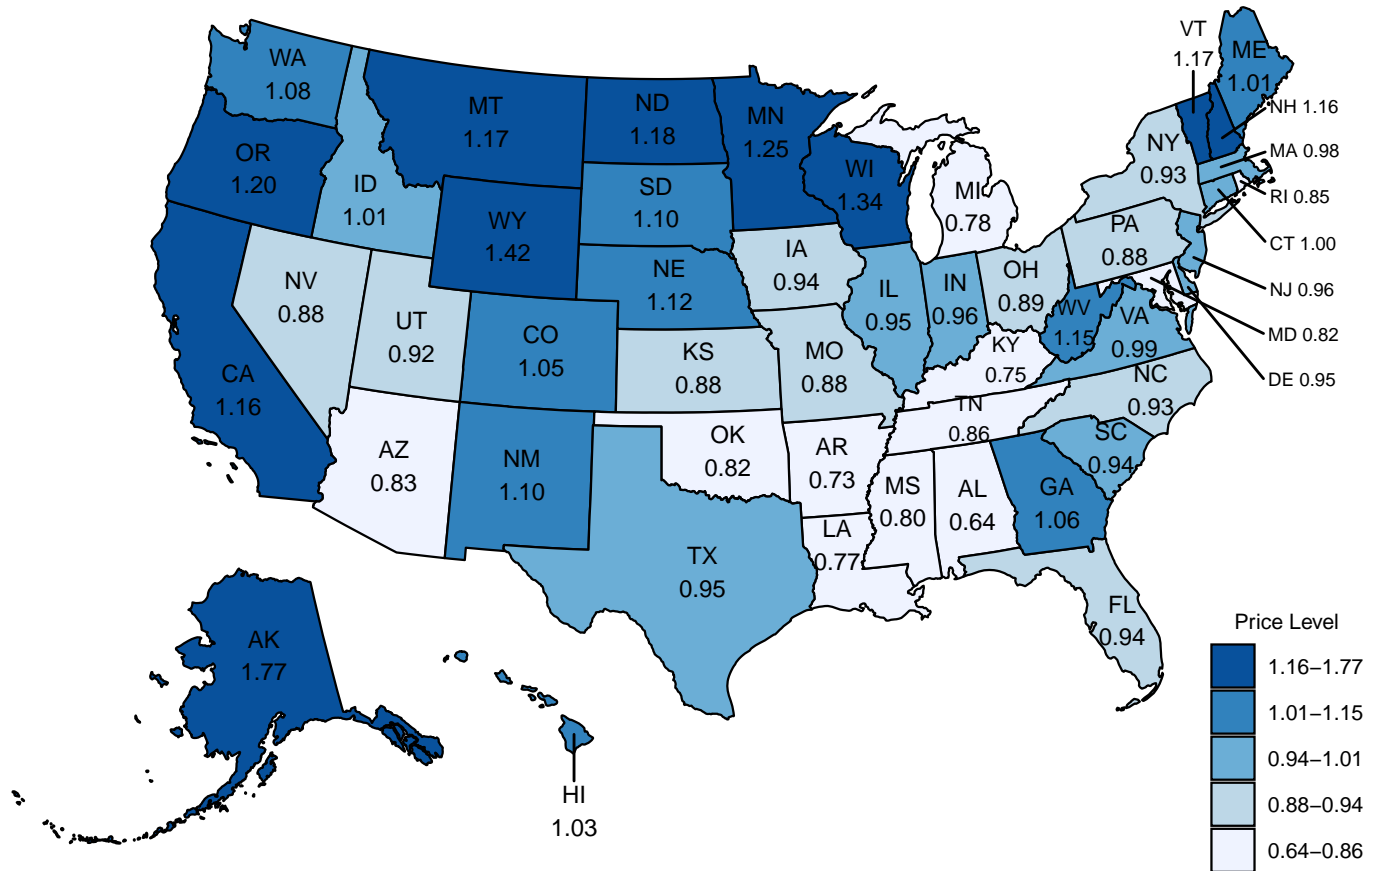 WA
1.08
OR
1.20
CA
1.16
ID
1.01
NV
0.88
MT
1.17
WY
1.42
UT
0.92
AZ
0.83
CO
1.05
NM
1.10
ND
1.18
SD
1.10
NE
1.12
KS
0.88
OK
0.82
TX
0.95
MN
1.25
IA
0.94
MO
0.88
AR
0.73
LA
0.77
WI
1.34
IL
0.95
MI
0.78
IN
0.96
OH
0.89
KY
0.75
TN
0.86
MS
0.80
AL
0.64
GA
1.06
FL
0.94
SC
0.94
NC
0.93
VA
0.99
WV
1.15
PA
0.88
NY
0.93
VT
1.17
ME
1.01
NH 1.16
MA 0.98
RI 0.85
CT 1.00
NJ 0.96
MD 0.82
DE 0.95
AK
1.77
HI
1.03
Price Level
1.16−1.77
1.01−1.15
0.94−1.01
0.88−0.94
0.64−0.86